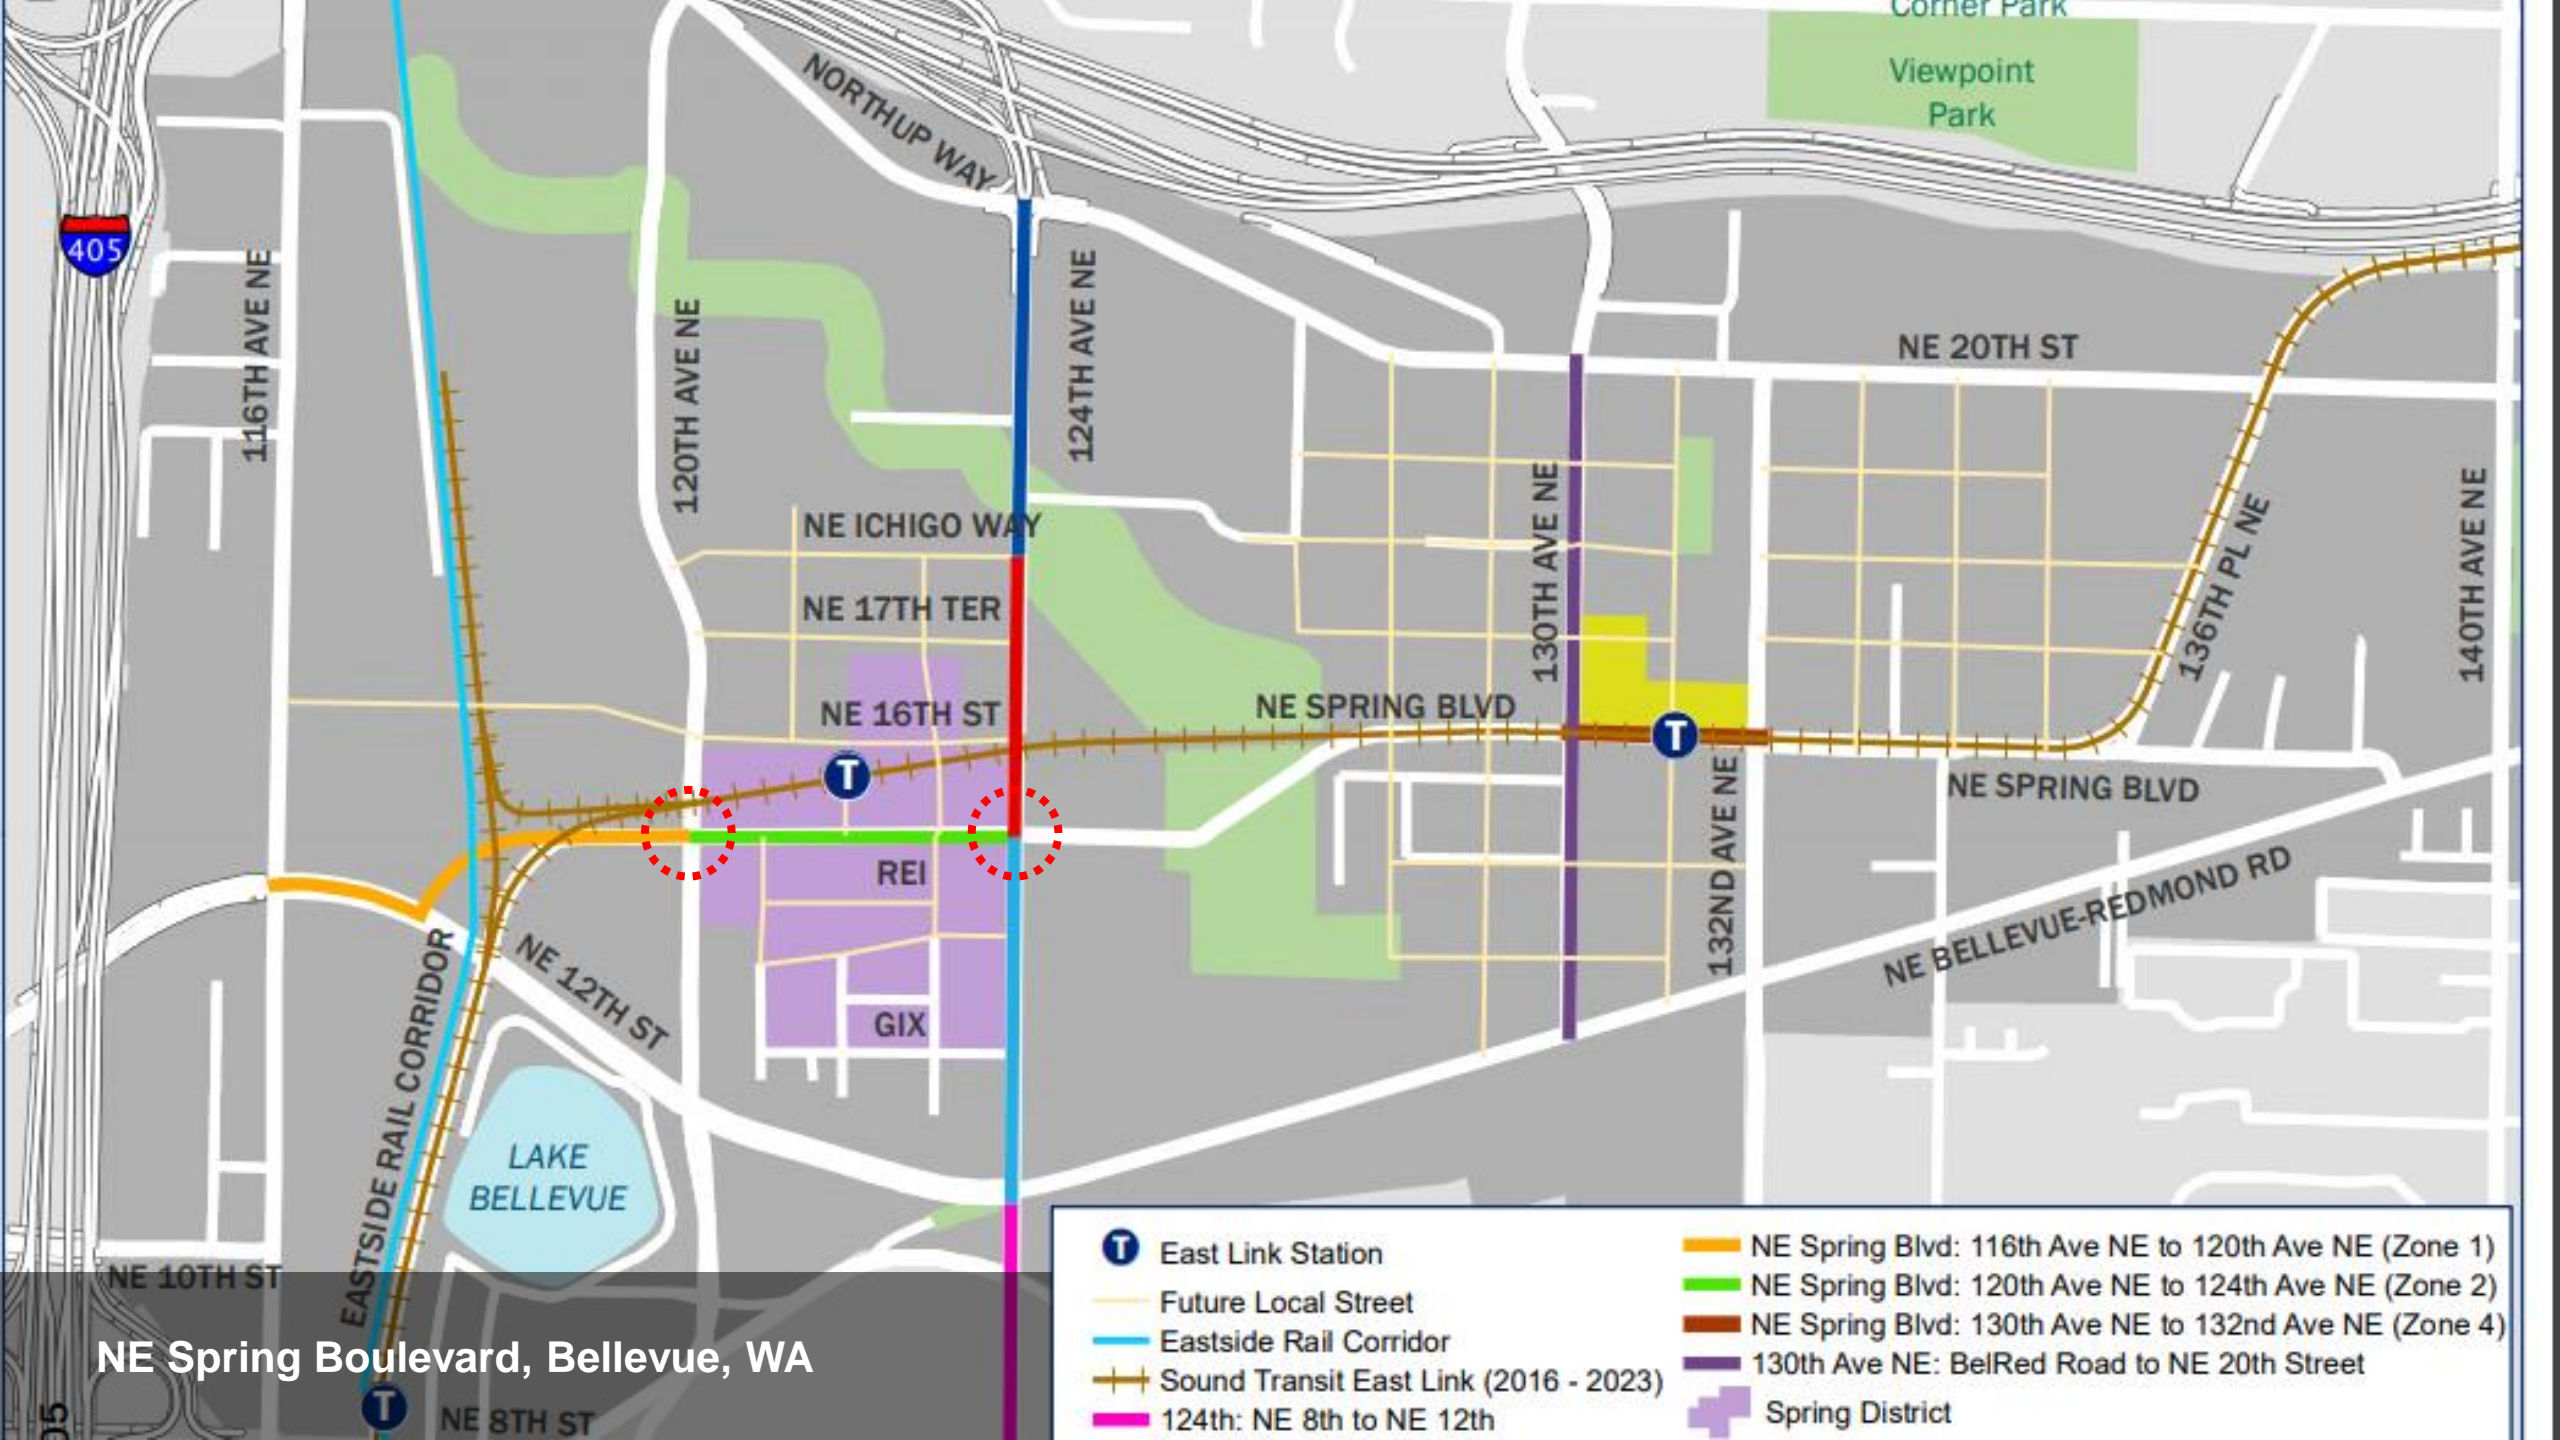 Corner Park
Viewpoint
Park
NORTHUP WAY
405
116TH AVE NE
120TH AVE NE
124TH AVE NE
NE 20TH ST
130TH AVE NE
136TH PL NE
140TH AVE NE
NE ICHIGO WAY
NE 17TH TER
NE 16TH ST
NE SPRING BLVD
T
T
NE SPRING BLVD
132ND AVE NE
REI
NE BELLEVUE-REDMOND RD
EASTSIDE RAIL CORRIDOR
NE 12TH ST
GIX
LAKE
BELLEVUE
NE 10TH ST
NE Spring Boulevard, Bellevue, WA
T
NE 8TH ST
05
T East Link Station
Future Local Street
Eastside Rail Corridor
Sound Transit East Link (2016 - 2023)
124th: NE 8th to NE 12th
NE Spring Blvd: 116th Ave NE to 120th Ave NE (Zone 1)
NE Spring Blvd: 120th Ave NE to 124th Ave NE (Zone 2)
NE Spring Blvd: 130th Ave NE to 132nd Ave NE (Zone 4)
130th Ave NE: BelRed Road to NE 20th Street
Spring District